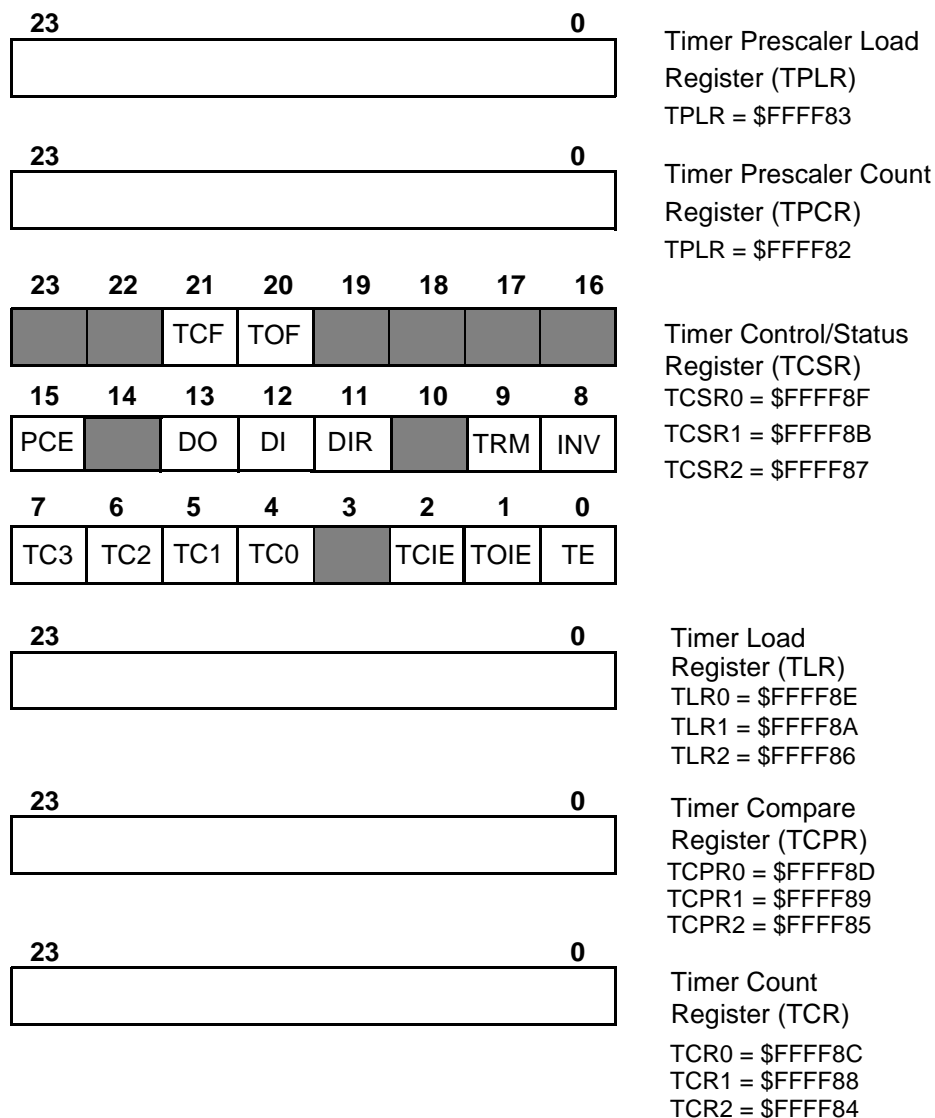 23 0
Timer Prescaler Load
Register (TPLR)
TPLR = $FFFF83
23 0
Timer Prescaler Count
Register (TPCR)
TPLR = $FFFF82
23 22 21 20 19 18 17 16
TCF TOF
Timer Control/Status
Register (TCSR)
TCSR0 = $FFFF8F
TCSR1 = $FFFF8B
TCSR2 = $FFFF87
15 14 13 12 11 10 9 8
PCE DO DI DIR TRM INV
7 6 5 4 3 2 1 0
TC3 TC2 TC1 TC0 TCIE TOIE TE
23 0
Timer Load
Register (TLR)
TLR0 = $FFFF8E
TLR1 = $FFFF8A
TLR2 = $FFFF86
23 0
Timer Compare
Register (TCPR)
TCPR0 = $FFFF8D
TCPR1 = $FFFF89
TCPR2 = $FFFF85
23 0
Timer Count
Register (TCR)
TCR0 = $FFFF8C
TCR1 = $FFFF88
TCR2 = $FFFF84